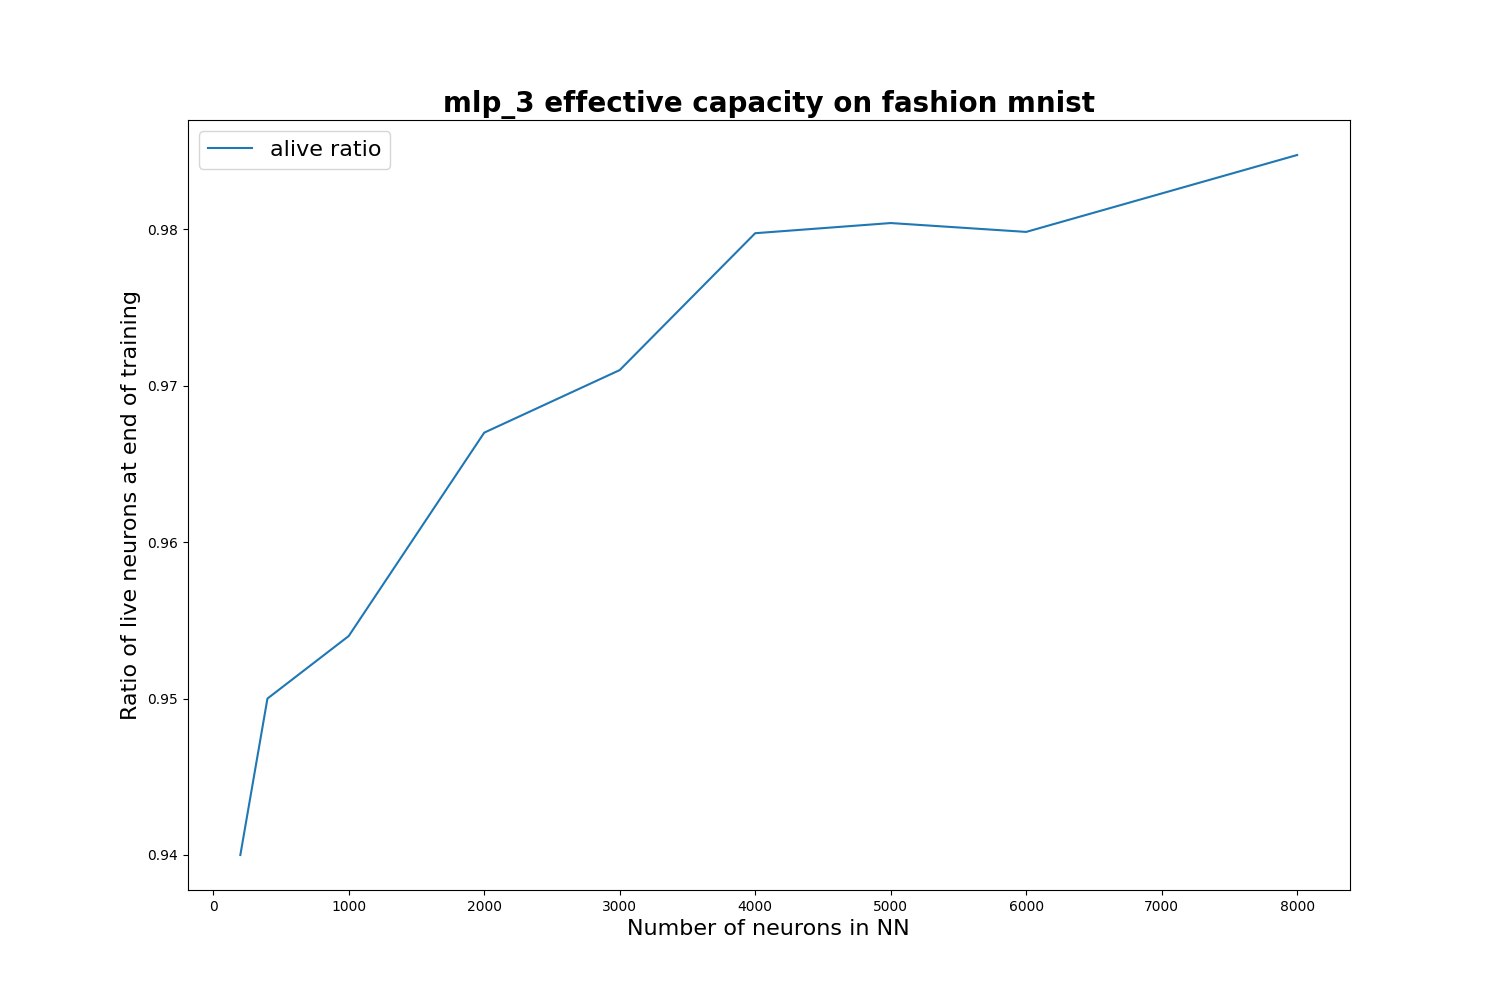 mlp_3 effective capacity on fashion mnist
alive ratio
Ratio of live neurons at end of training
0.98
0.97
0.96
0.95
0.94
0 1000 2000 3000 4000 5000 6000 7000 8000
Number of neurons in NN